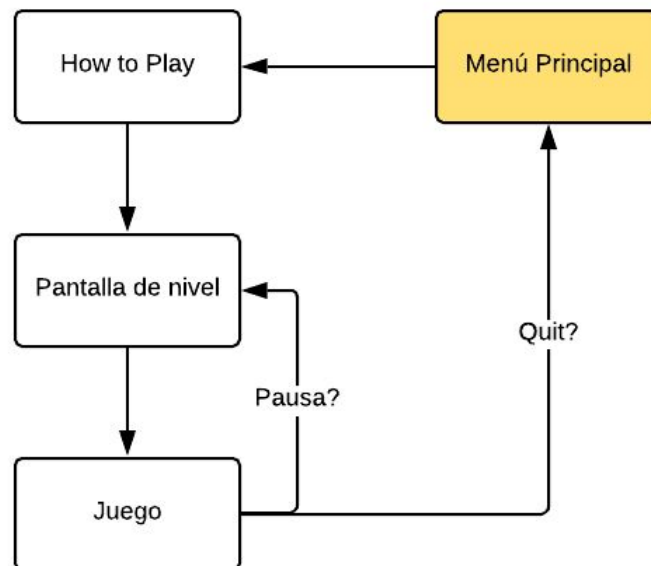 How to Play
Menú Principal
Pantalla de nivel
Quit?
Pausa?
Juego